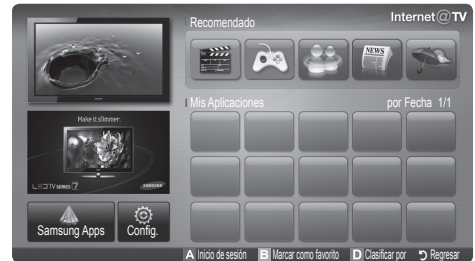 Internet@TV
Recomendado
NEWS
Mis Aplicaciones por Fecha 1/1
Make it slimmer.
LED TV SERIES 7 SAMSUNG
Samsung Apps Config.
A Inicio de sesión B Marcar como favorito D Clasificar por Regresar